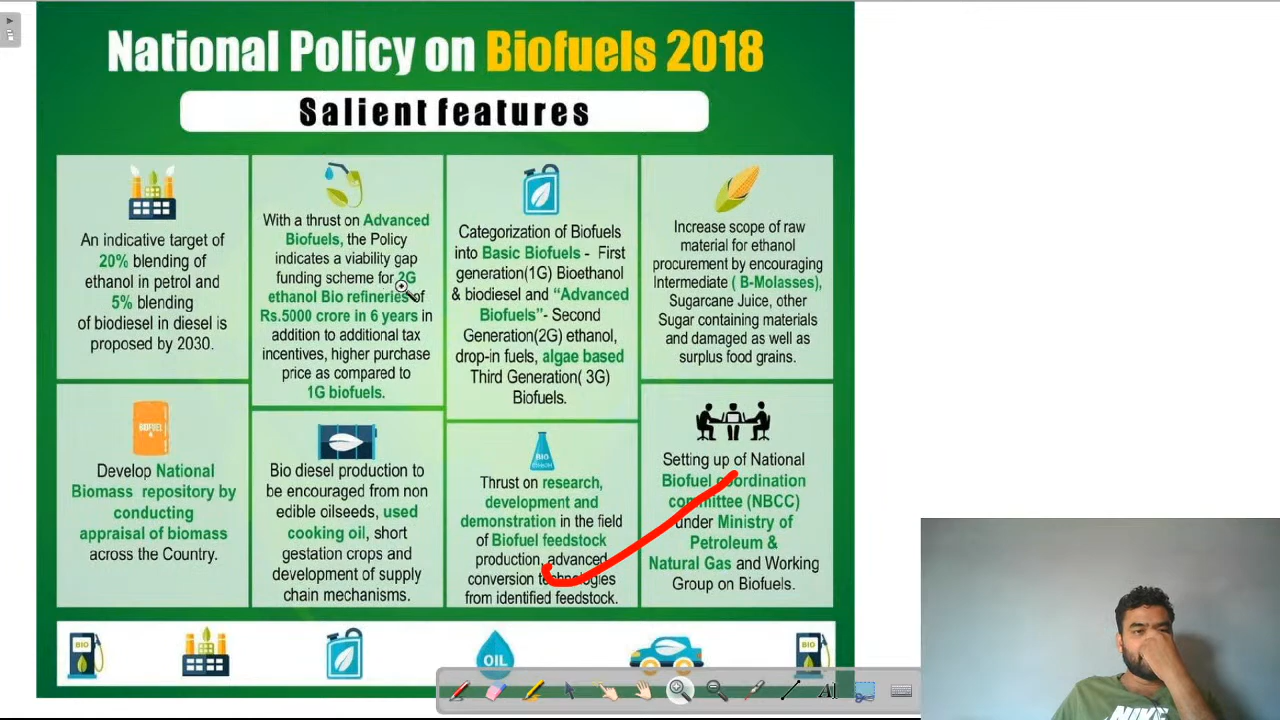 National Policy on Biofuels 2018
Salient features
An indicative target of
20% blending of
ethanol in petrol and
5% blending
of biodiesel in diesel is
proposed by 2030.
With a thrust on Advanced
Biofuels, the Policy
indicates a viability gap
funding scheme for 2G
ethanol Bio refineries of
Rs.5000 crore in 6 years in
addition to additional tax
incentives, higher purchase
price as compared to
1G biofuels.
Categorization of Biofuels
into Basic Biofuels - First
generation(1G) Bioethanol
& biodiesel and “Advanced
Biofuels”- Second
Generation(2G) ethanol,
drop-in fuels, algae based
Third Generation( 3G)
Biofuels.
Increase scope of raw
material for ethanol
procurement by encouraging
Intermediate ( B-Molasses),
Sugarcane Juice, other
Sugar containing materials
and damaged as well as
surplus food grains.
BIOFUEL
Develop National
Biomass repository by
conducting
appraisal of biomass
across the Country.
Bio diesel production to
be encouraged from non
edible oilseeds, used
cooking oil, short
gestation crops and
development of supply
chain mechanisms.
BIO
Thrust on research,
development and
demonstration in the field
of Biofuel feedstock
production, advanced
conversion technologies
from identified feedstock.
Setting up of National
Biofuel coordination
committee (NBCC)
under Ministry of
Petroleum &
Natural Gas and Working
Group on Biofuels.
BIO
OIL
BIO
AI
NIKE